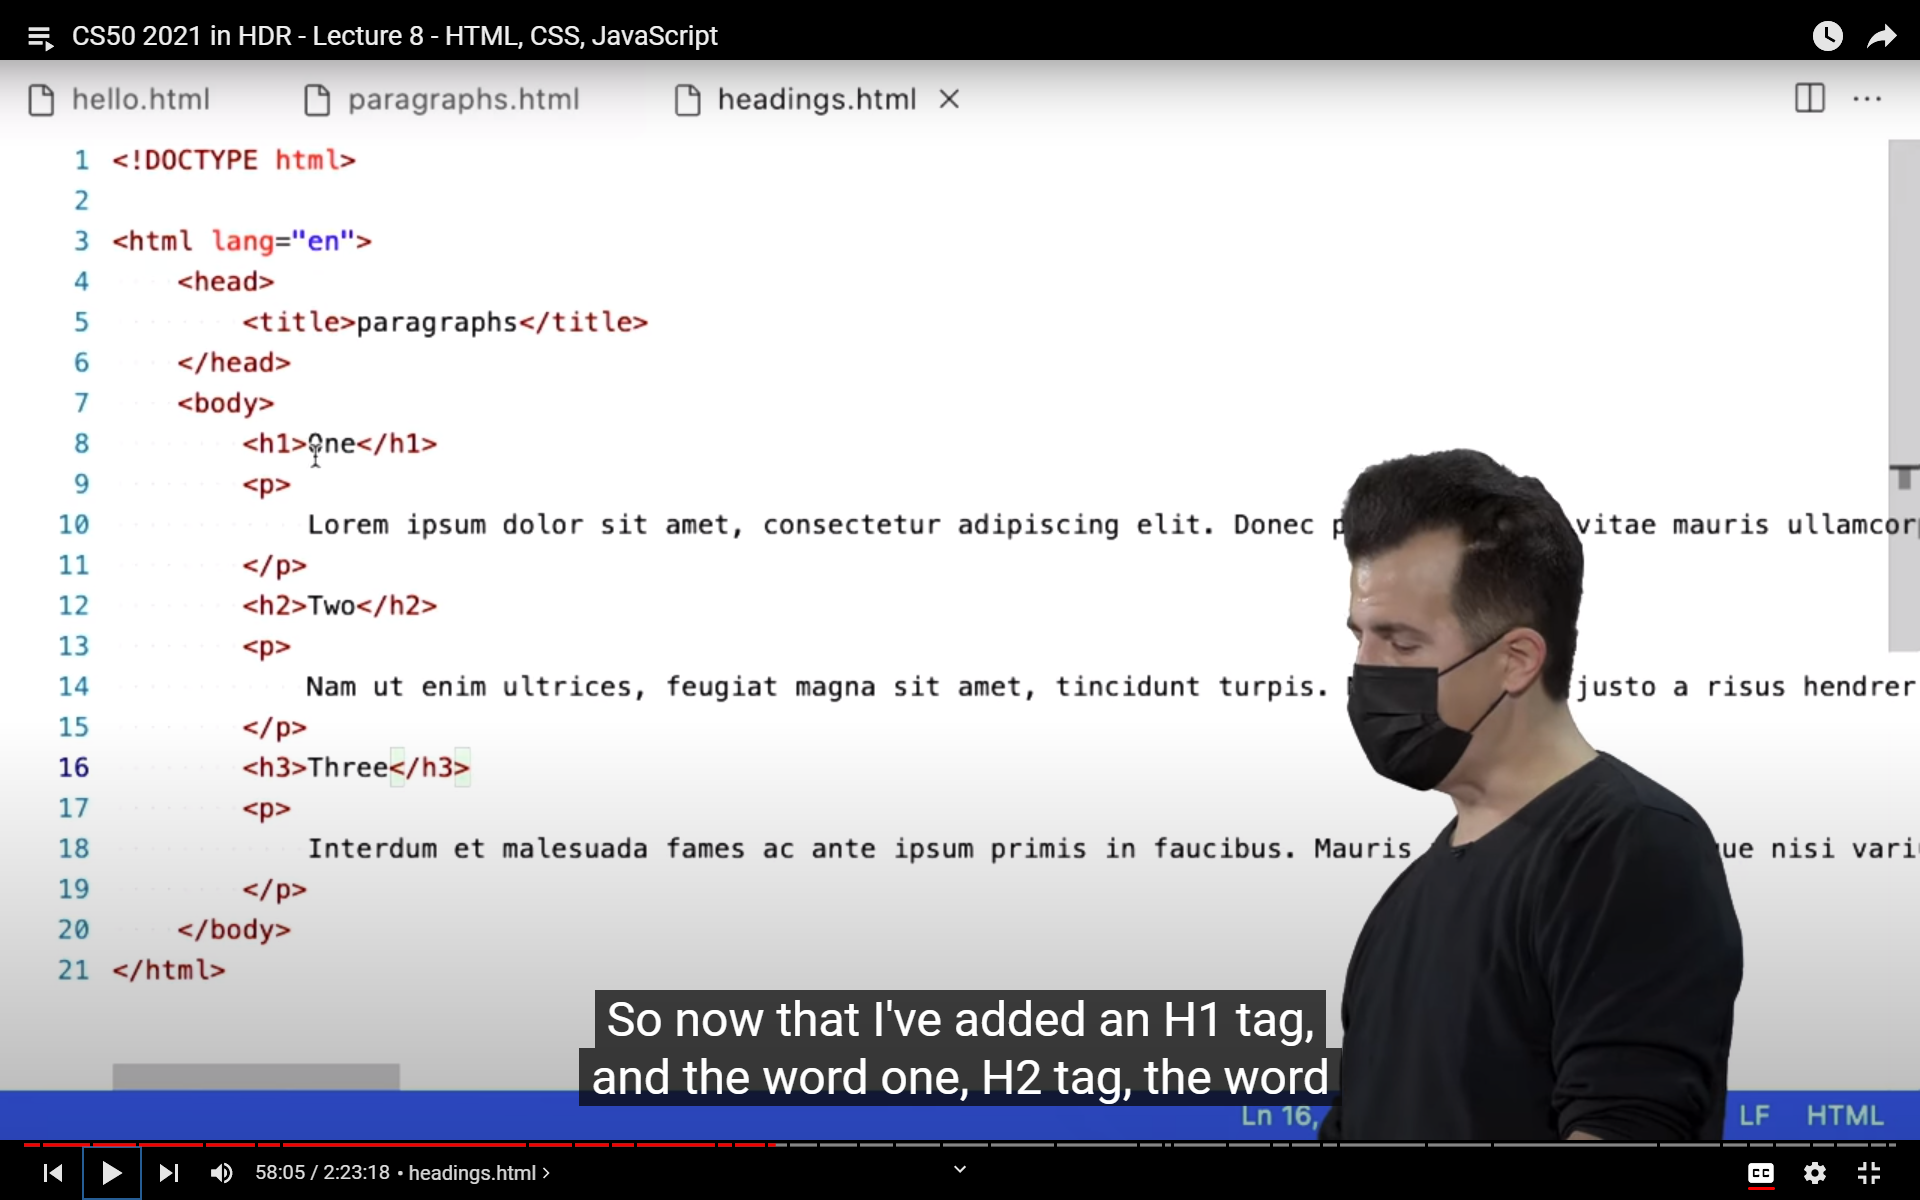 CS50 2021 in HDR - Lecture 8 - HTML, CSS, JavaScript
hello.html paragraphs.html headings.html
1 <!DOCTYPE html>
2
3 <html lang="en">
4 <head>
5 <title>paragraphs</title>
6 </head>
7 <body>
8 <h1>One</h1>
9 <p>
10 Lorem ipsum dolor sit amet, consectetur adipiscing elit. Donec vitae mauris
11 </p>
12 <h2>Two</h2>
13 <p>
14 Nam ut enim ultrices, feugiat magna sit amet, tincidunt turpis. justo a risus
15 </p>
16 <h3>Three</h3>
17 <p>
18 Interdum et malesuada fames ac ante ipsum primis in faucibus. Mauris nisi
19 </p>
20 </body>
21 </html>
So now that I've added an H1 tag,
and the word one, H2 tag, the word
Ln 16, LF HTML
58:05 / 2:23:18 • headings.html ›
CC